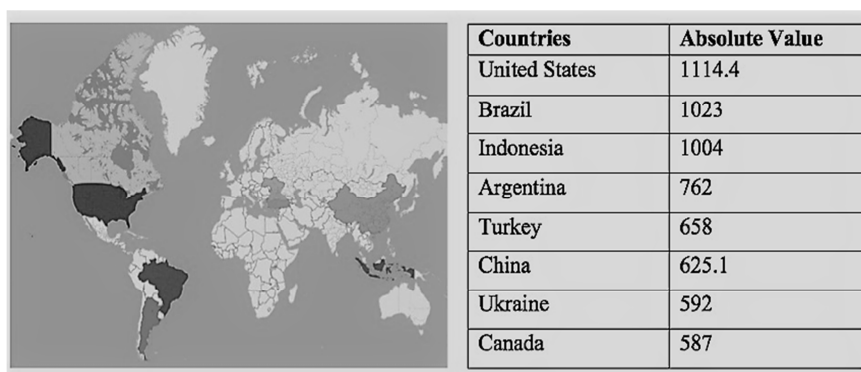 Countries Absolute Value
United States 1114.4
Brazil 1023
Indonesia 1004
Argentina 762
Turkey 658
China 625.1
Ukraine 592
Canada 587